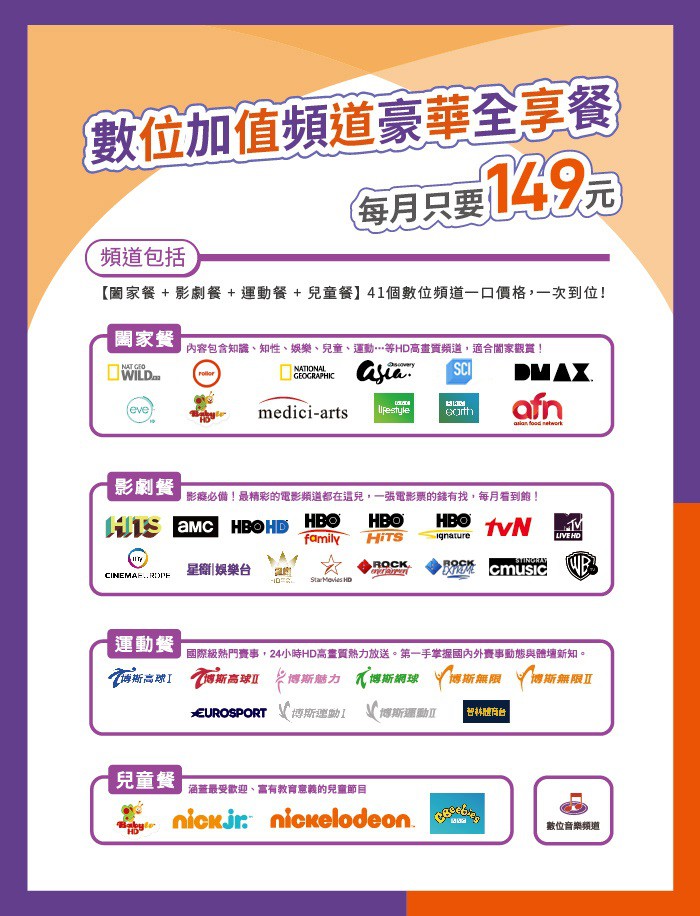 數位加值頻道豪華全享餐
每月只要149元
頻道包括
【闔家餐 + 影劇餐 + 運動餐 + 兒童餐】41個數位頻道一口價格，一次到位！
闔家餐
內容包含知識、知性、娛樂、兒童、運動…等HD高畫質頻道，適合闔家觀賞！
NAT GEO WILD HD
roller
NATIONAL GEOGRAPHIC
Discovery asia
SCI
DMAX
eve HD
Babytv HD
medici-arts
BBC lifestyle
BBC earth
afn asian food network
影劇餐
影癡必備！最精彩的電影頻道都在這兒，一張電影票的錢有找，每月看到飽！
HITS
aMC
HBO HD
HBO family
HBO HiTS
HBO signature
tvN
MTV LIVE HD
CINEMAEUROPE
星衛娛樂台
StarMovies HD
ROCK entertainment
ROCK EXTREME
STINGRAY cmusic
WB TV
運動餐
國際級熱門賽事，24小時HD高畫質熱力放送。第一手掌握國內外賽事動態與體壇新知。
博斯高球I
博斯高球II
博斯魅力
博斯網球
博斯無限
博斯無限II
EUROSPORT
博斯運動I
博斯運動II
智林體育台
兒童餐
涵蓋最受歡迎、富有教育意義的兒童節目
Babytv HD
nick jr.
nickelodeon
CBeebies BBC
數位音樂頻道